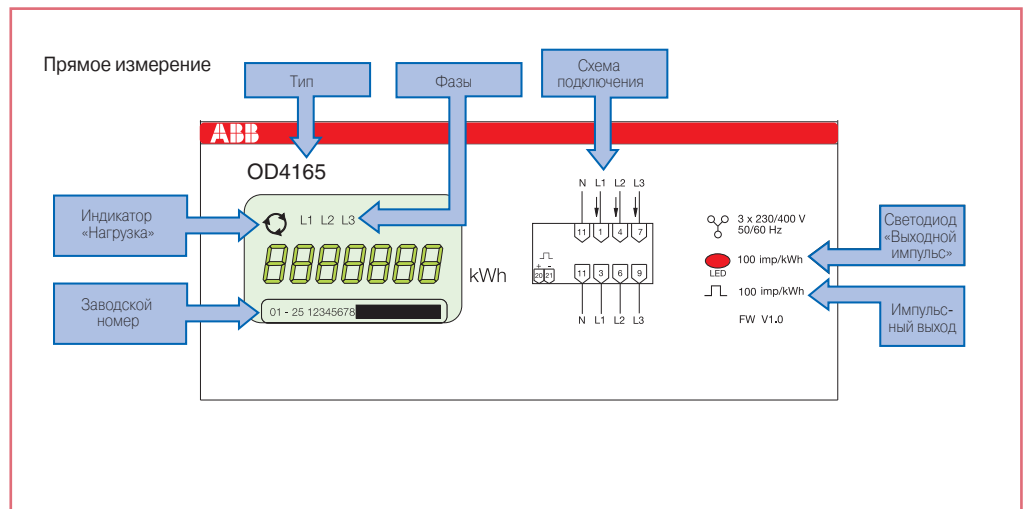 Прямое измерение
Тип
Фазы
Схема
подключения
ABB
OD4165
Индикатор
«Нагрузка»
L1 L2 L3
8888888
kWh
Заводской
номер
01 - 25 12345678
N L1 L2 L3
11 1 4 7
+ -
20 21
11 3 6 9
N L1 L2 L3
3 x 230/400 V
50/60 Hz
100 imp/kWh
LED
100 imp/kWh
FW V1.0
Светодиод
«Выходной
импульс»
Импульс-
ный выход